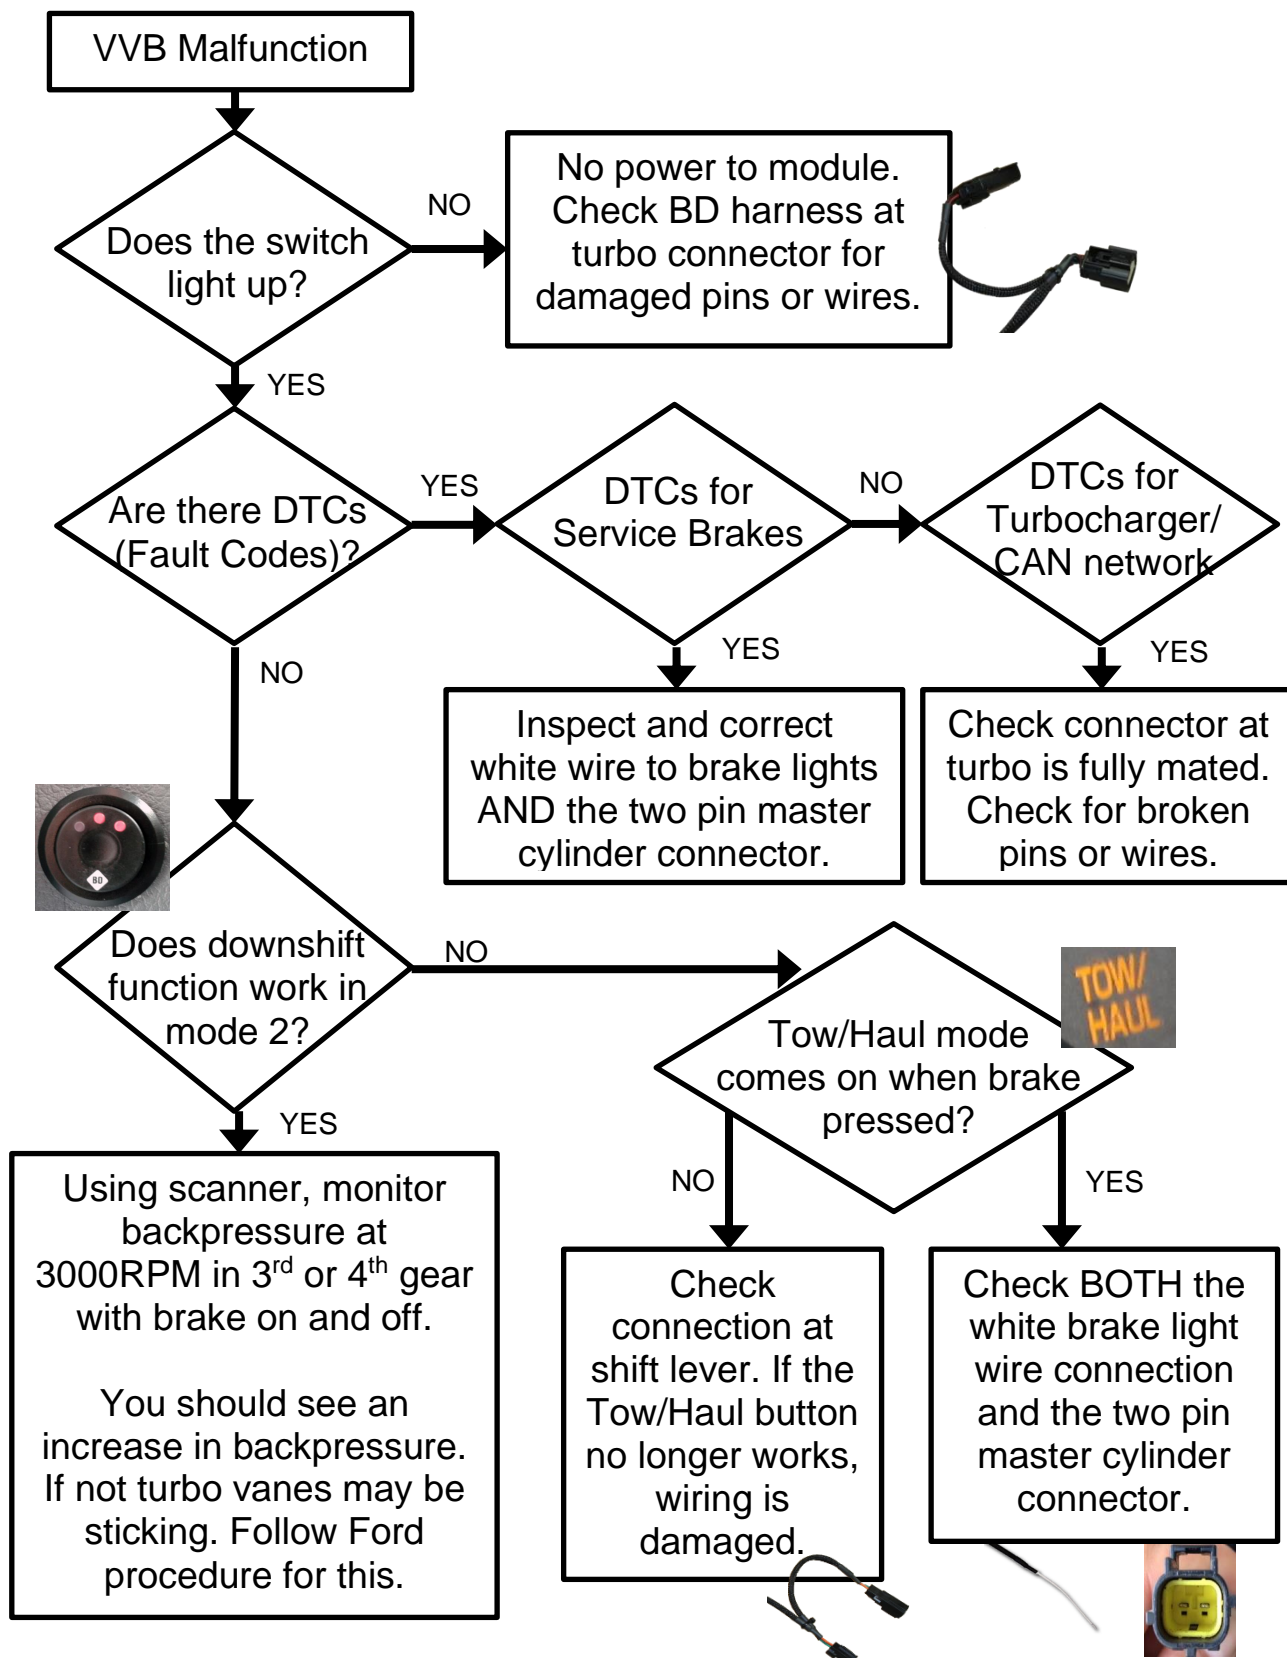 VVB Malfunction
Does the switch
light up?
NO
No power to module.
Check BD harness at
turbo connector for
damaged pins or wires.
YES
Are there DTCs
(Fault Codes)?
YES
DTCs for
Service Brakes
NO
DTCs for
Turbocharger/
CAN network
NO
YES
Inspect and correct
white wire to brake lights
AND the two pin master
cylinder connector.
YES
Check connector at
turbo is fully mated.
Check for broken
pins or wires.
BD
Does downshift
function work in
mode 2?
NO
Tow/Haul mode
comes on when brake
pressed?
TOW/
HAUL
YES
Using scanner, monitor
backpressure at
3000RPM in 3rd or 4th gear
with brake on and off.
You should see an
increase in backpressure.
If not turbo vanes may be
sticking. Follow Ford
procedure for this.
NO
Check
connection at
shift lever. If the
Tow/Haul button
no longer works,
wiring is
damaged.
YES
Check BOTH the
white brake light
wire connection
and the two pin
master cylinder
connector.